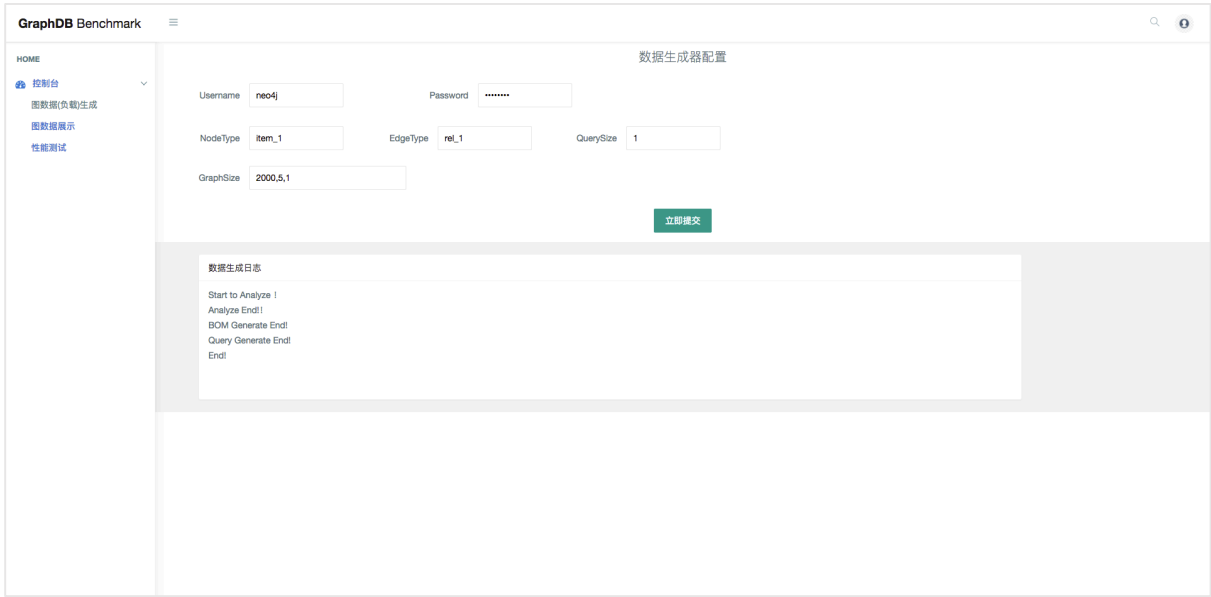 GraphDB Benchmark
HOME
控制台
图数据(负载)生成
图数据展示
性能测试
数据生成器配置
Username neo4j Password ••••••••
NodeType item_1 EdgeType rel_1 QuerySize 1
GraphSize 2000,5,1
立即提交
数据生成日志
Start to Analyze ！
Analyze End!！
BOM Generate End!
Query Generate End!
End!